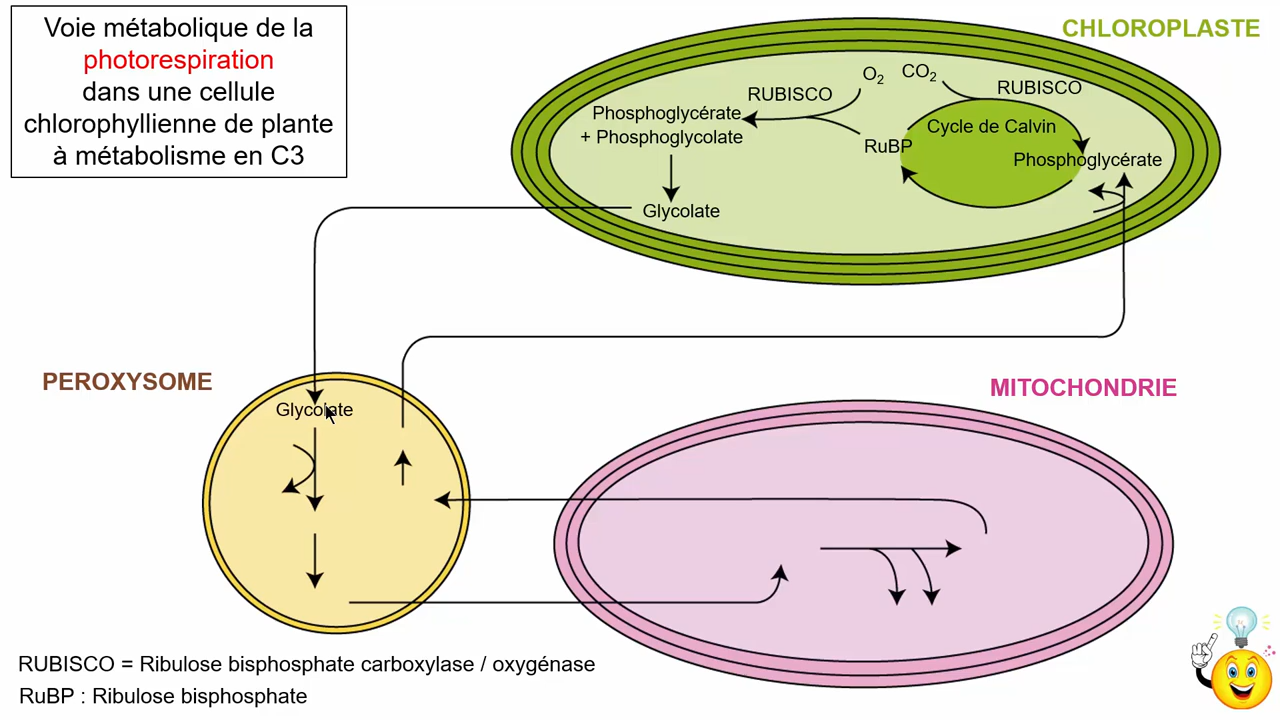 Voie métabolique de la
photorespiration
dans une cellule
chlorophyllienne de plante
à métabolisme en C3
CHLOROPLASTE
O₂
CO₂
RUBISCO
RUBISCO
Phosphoglycérate
+ Phosphoglycolate
Cycle de Calvin
RuBP
Phosphoglycérate
Glycolate
PEROXYSOME
MITOCHONDRIE
Glycolate
RUBISCO = Ribulose bisphosphate carboxylase / oxygénase
RuBP : Ribulose bisphosphate